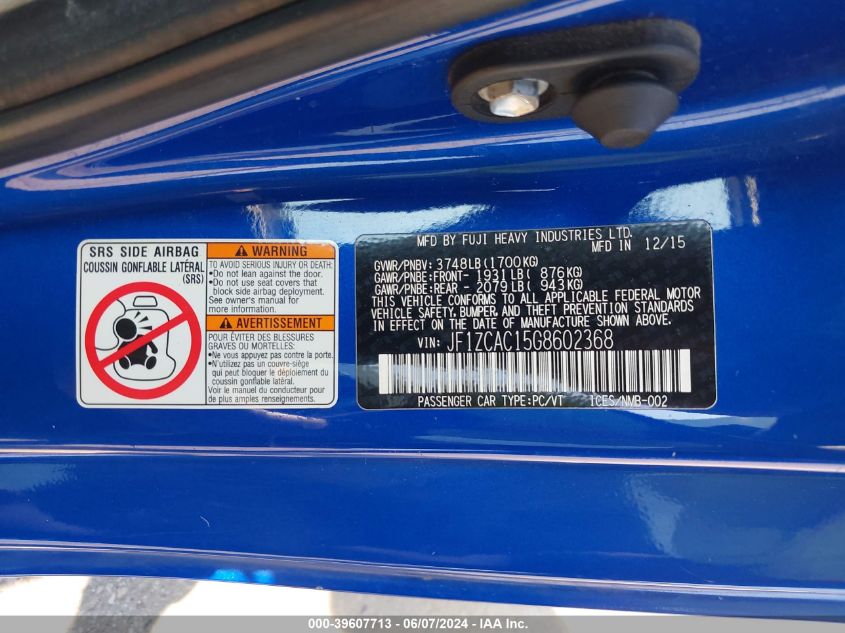 SRS SIDE AIRBAG
COUSSIN GONFLABLE LATÉRAL
(SRS)
WARNING
TO AVOID SERIOUS INJURY OR DEATH:
•Do not lean against the door.
•Do not use seat covers that
block side airbag deployment.
See owner's manual for
more information.
AVERTISSEMENT
POUR ÉVITER DES BLESSURES
GRAVES OU MORTELLES:
•Ne vous appuyez pas contre la porte.
•N'utilizes pas un couvre-siège
qui peut bloquer le déploiement du
coussin gonflable latéral.
Voir le manuel du conducteur pour
de plus amples renseignements.
MFD BY FUJI HEAVY INDUSTRIES LTD.
MFD IN 12/15
GVWR/PNBV: 3748LB(1700KG)
GAWR/PNBE:FRONT- 1931LB( 876KG)
GAWR/PNBE:REAR - 2079LB( 943KG)
THIS VEHICLE CONFORMS TO ALL APPLICABLE FEDERAL MOTOR
VEHICLE SAFETY, BUMPER, AND THEFT PREVENTION STANDARDS
IN EFFECT ON THE DATE OF MANUFACTURE SHOWN ABOVE.
VIN: JF1ZCAC15G8602368
PASSENGER CAR TYPE:PC/VT 1CES/NMB-002
000-39607713 - 06/07/2024 - IAAI.com